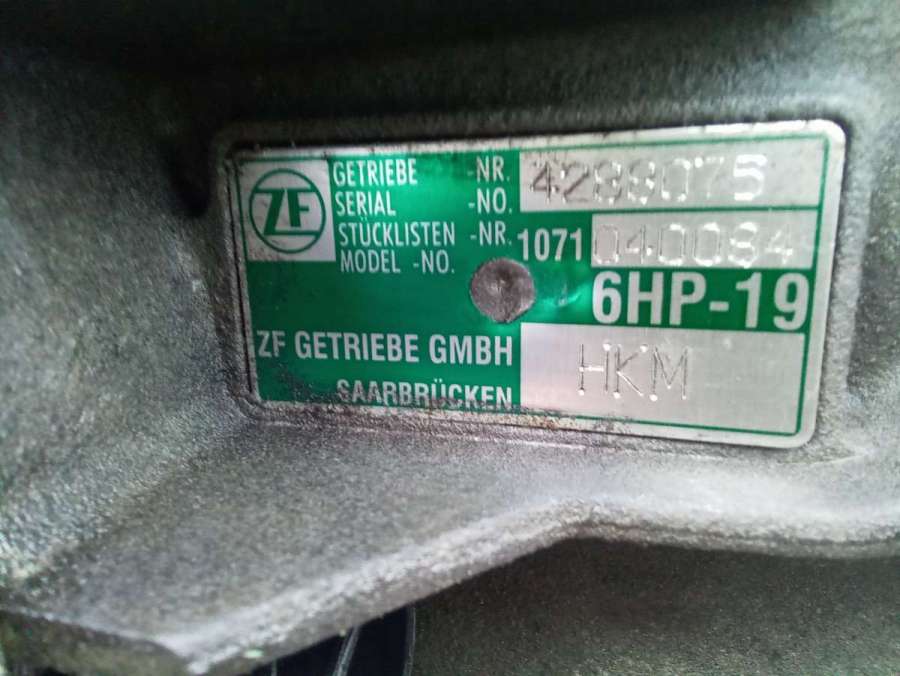 ZF
GETRIEBE -NR. 4288075
SERIAL -NO.
STÜCKLISTEN -NR. 1071 040084
MODEL -NO.
6HP-19
ZF GETRIEBE GMBH HKM
SAARBRÜCKEN